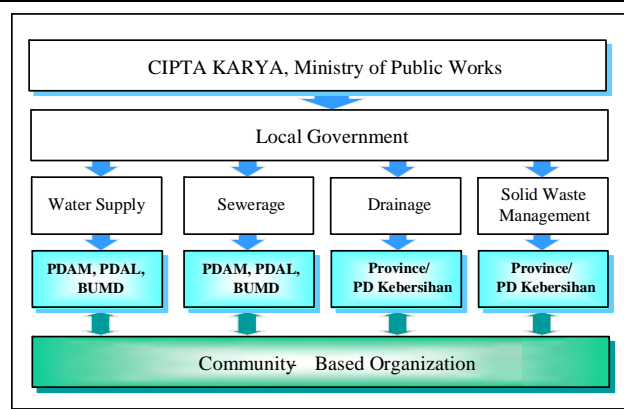 CIPTA KARYA, Ministry of Public Works
Local Government
Water Supply
Sewerage
Drainage
Solid Waste
Management
PDAM, PDAL,
BUMD
PDAM, PDAL,
BUMD
Province/
PD Kebersihan
Province/
PD Kebersihan
Community- Based Organization